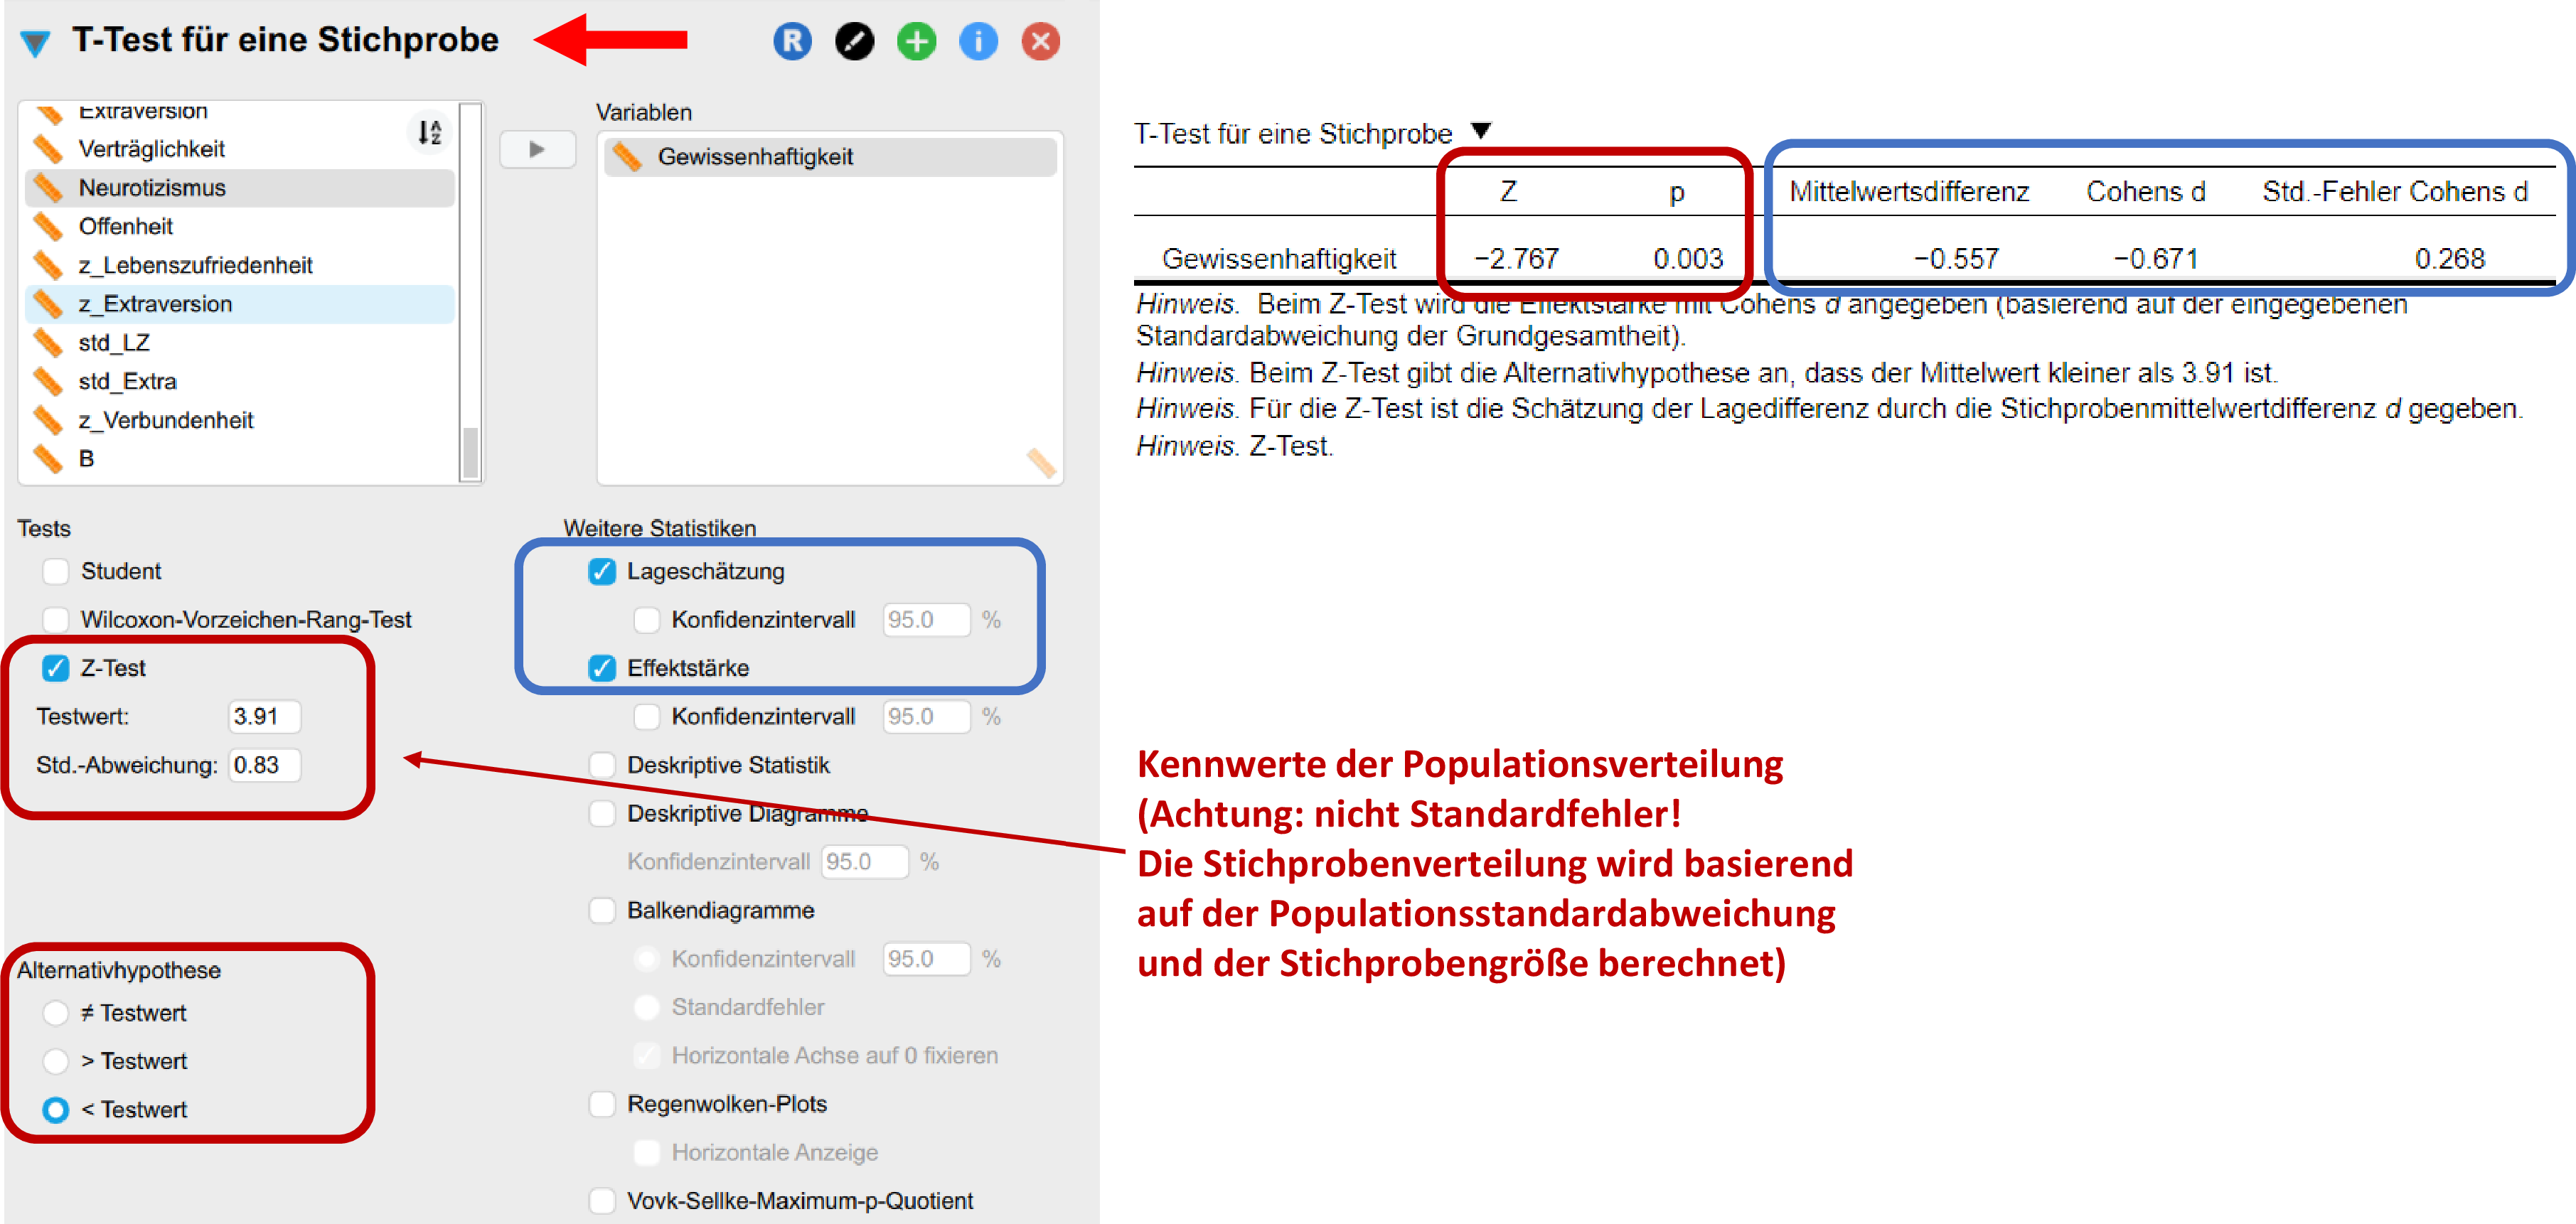 T-Test für eine Stichprobe
R
i
Extraversion
Verträglichkeit
Neurotizismus
Offenheit
z_Lebenszufriedenheit
z_Extraversion
std_LZ
std_Extra
z_Verbundenheit
B
A
Z
Variablen
Gewissenhaftigkeit
Tests
Student
Wilcoxon-Vorzeichen-Rang-Test
Z-Test
Testwert: 3.91
Std.-Abweichung: 0.83
Alternativhypothese
≠ Testwert
> Testwert
< Testwert
Weitere Statistiken
Lageschätzung
Konfidenzintervall 95.0 %
Effektstärke
Konfidenzintervall 95.0 %
Deskriptive Statistik
Deskriptive Diagramme
Konfidenzintervall 95.0 %
Balkendiagramme
Konfidenzintervall 95.0 %
Standardfehler
Horizontale Achse auf 0 fixieren
Regenwolken-Plots
Horizontale Anzeige
Vovk-Sellke-Maximum-p-Quotient
T-Test für eine Stichprobe ▼
Z p Mittelwertsdifferenz Cohens d Std.-Fehler Cohens d
Gewissenhaftigkeit −2.767 0.003 −0.557 −0.671 0.268
Hinweis. Beim Z-Test wird die Effektstärke mit Cohens d angegeben (basierend auf der eingegebenen
Standardabweichung der Grundgesamtheit).
Hinweis. Beim Z-Test gibt die Alternativhypothese an, dass der Mittelwert kleiner als 3.91 ist.
Hinweis. Für die Z-Test ist die Schätzung der Lagedifferenz durch die Stichprobenmittelwertdifferenz d gegeben.
Hinweis. Z-Test.
Kennwerte der Populationsverteilung
(Achtung: nicht Standardfehler!
Die Stichprobenverteilung wird basierend
auf der Populationsstandardabweichung
und der Stichprobengröße berechnet)